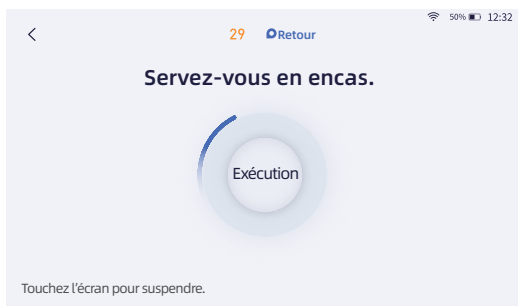 50% 12:32
29 Retour
Servez-vous en encas.
Exécution
Touchez l'écran pour suspendre.